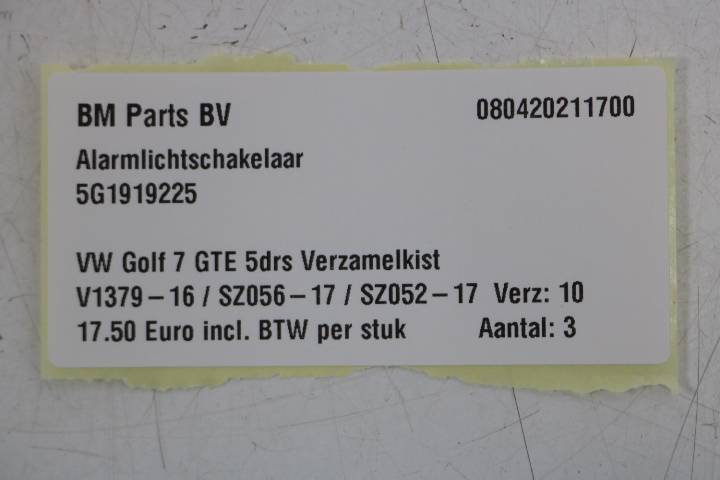 BM Parts BV 080420211700
Alarmlichtschakelaar
5G1919225
VW Golf 7 GTE 5drs Verzamelkist
V1379-16 / SZ056-17 / SZ052-17 Verz: 10
17.50 Euro incl. BTW per stuk Aantal: 3